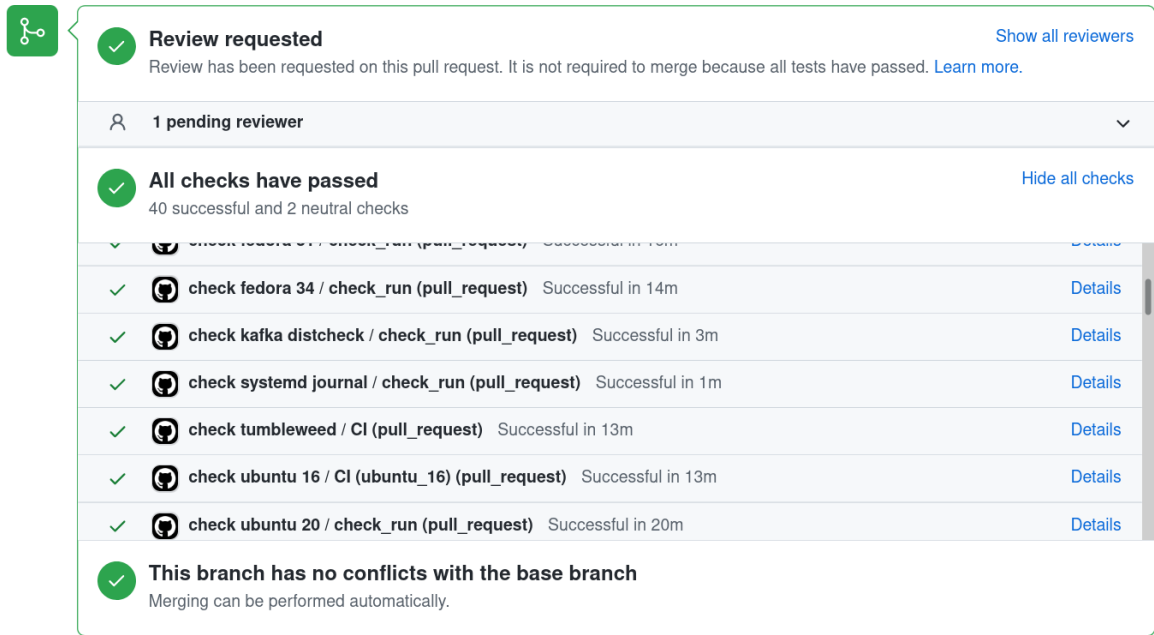 Review requested
Show all reviewers
Review has been requested on this pull request. It is not required to merge because all tests have passed. Learn more.
1 pending reviewer
All checks have passed
Hide all checks
40 successful and 2 neutral checks
check fedora 34 / check_run (pull_request) Successful in 14m Details
check kafka distcheck / check_run (pull_request) Successful in 3m Details
check systemd journal / check_run (pull_request) Successful in 1m Details
check tumbleweed / CI (pull_request) Successful in 13m Details
check ubuntu 16 / CI (ubuntu_16) (pull_request) Successful in 13m Details
check ubuntu 20 / check_run (pull_request) Successful in 20m Details
This branch has no conflicts with the base branch
Merging can be performed automatically.